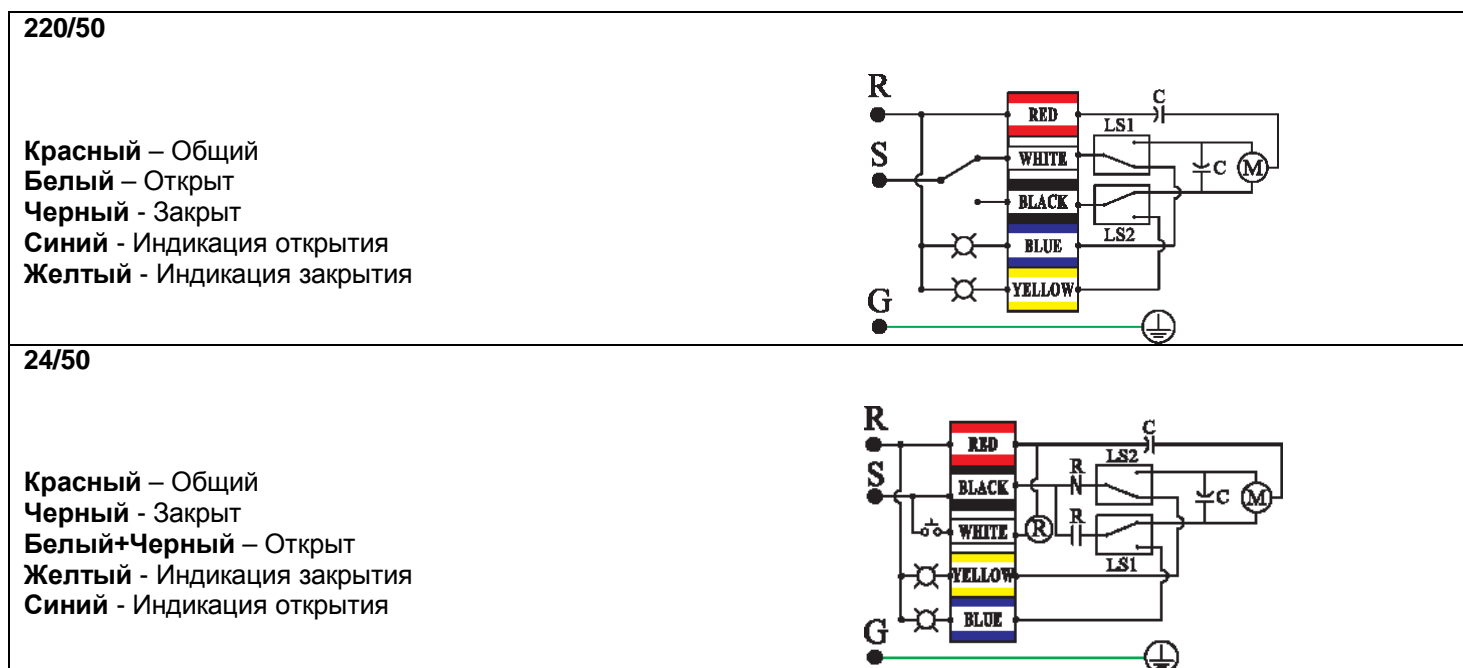 220/50
Красный – Общий
Белый – Открыт
Черный - Закрыт
Синий - Индикация открытия
Желтый - Индикация закрытия
R
S
G
RED
WHITE
BLACK
BLUE
YELLOW
C
LS1
C
M
LS2
24/50
Красный – Общий
Черный - Закрыт
Белый+Черный – Открыт
Желтый - Индикация закрытия
Синий - Индикация открытия
R
S
G
RED
BLACK
WHITE
YELLOW
BLUE
C
R
LS2
C
M
R
R
LS1